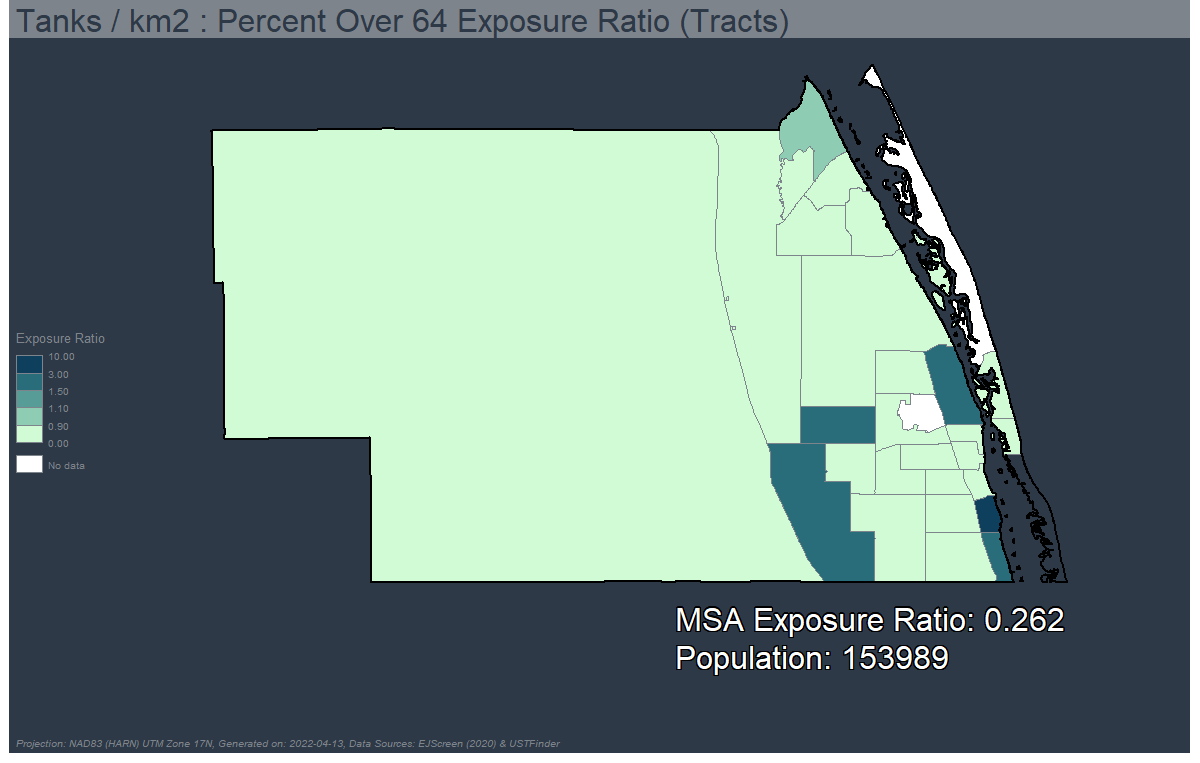 Tanks / km2 : Percent Over 64 Exposure Ratio (Tracts)
Exposure Ratio
10.00
3.00
1.50
1.10
0.90
0.00
No data
MSA Exposure Ratio: 0.262
Population: 153989
Projection: NAD83 (HARN) UTM Zone 17N, Generated on: 2022-04-13, Data Sources: EJScreen (2020) & USTFinder